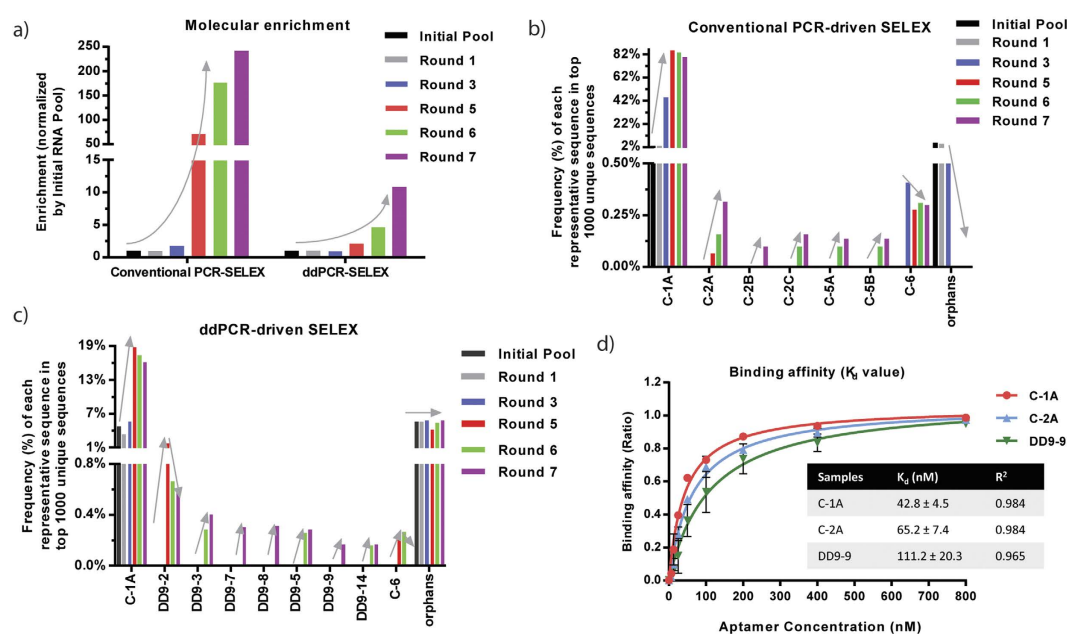 a)
Molecular enrichment
Enrichment (normalized
by Initial RNA Pool)
250
200
150
100
50
15
10
5
0
Conventional PCR-SELEX
ddPCR-SELEX
Initial Pool
Round 1
Round 3
Round 5
Round 6
Round 7
b)
Conventional PCR-driven SELEX
Frequency (%) of each
representative sequence in top
1000 unique sequences
82%
62%
42%
22%
2%
0.50%
0.25%
0.00%
C-1A
C-2A
C-2B
C-2C
C-5A
C-5B
C-6
orphans
Initial Pool
Round 1
Round 3
Round 5
Round 6
Round 7
c)
ddPCR-driven SELEX
Frequency (%) of each
representative sequence in
top 1000 unique sequences
19%
13%
7%
1%
0.8%
0.4%
0.0%
C-1A
DD9-2
DD9-3
DD9-7
DD9-8
DD9-5
DD9-9
DD9-14
C-6
orphans
Initial Pool
Round 1
Round 3
Round 5
Round 6
Round 7
d)
Binding affinity (Kd value)
Binding affinity (Ratio)
1.2
1.0
0.8
0.6
0.4
0.2
0.0
0
100
200
300
400
500
600
700
800
Aptamer Concentration (nM)
C-1A
C-2A
DD9-9
Samples Kd (nM) R²
C-1A 42.8 ± 4.5 0.984
C-2A 65.2 ± 7.4 0.984
DD9-9 111.2 ± 20.3 0.965